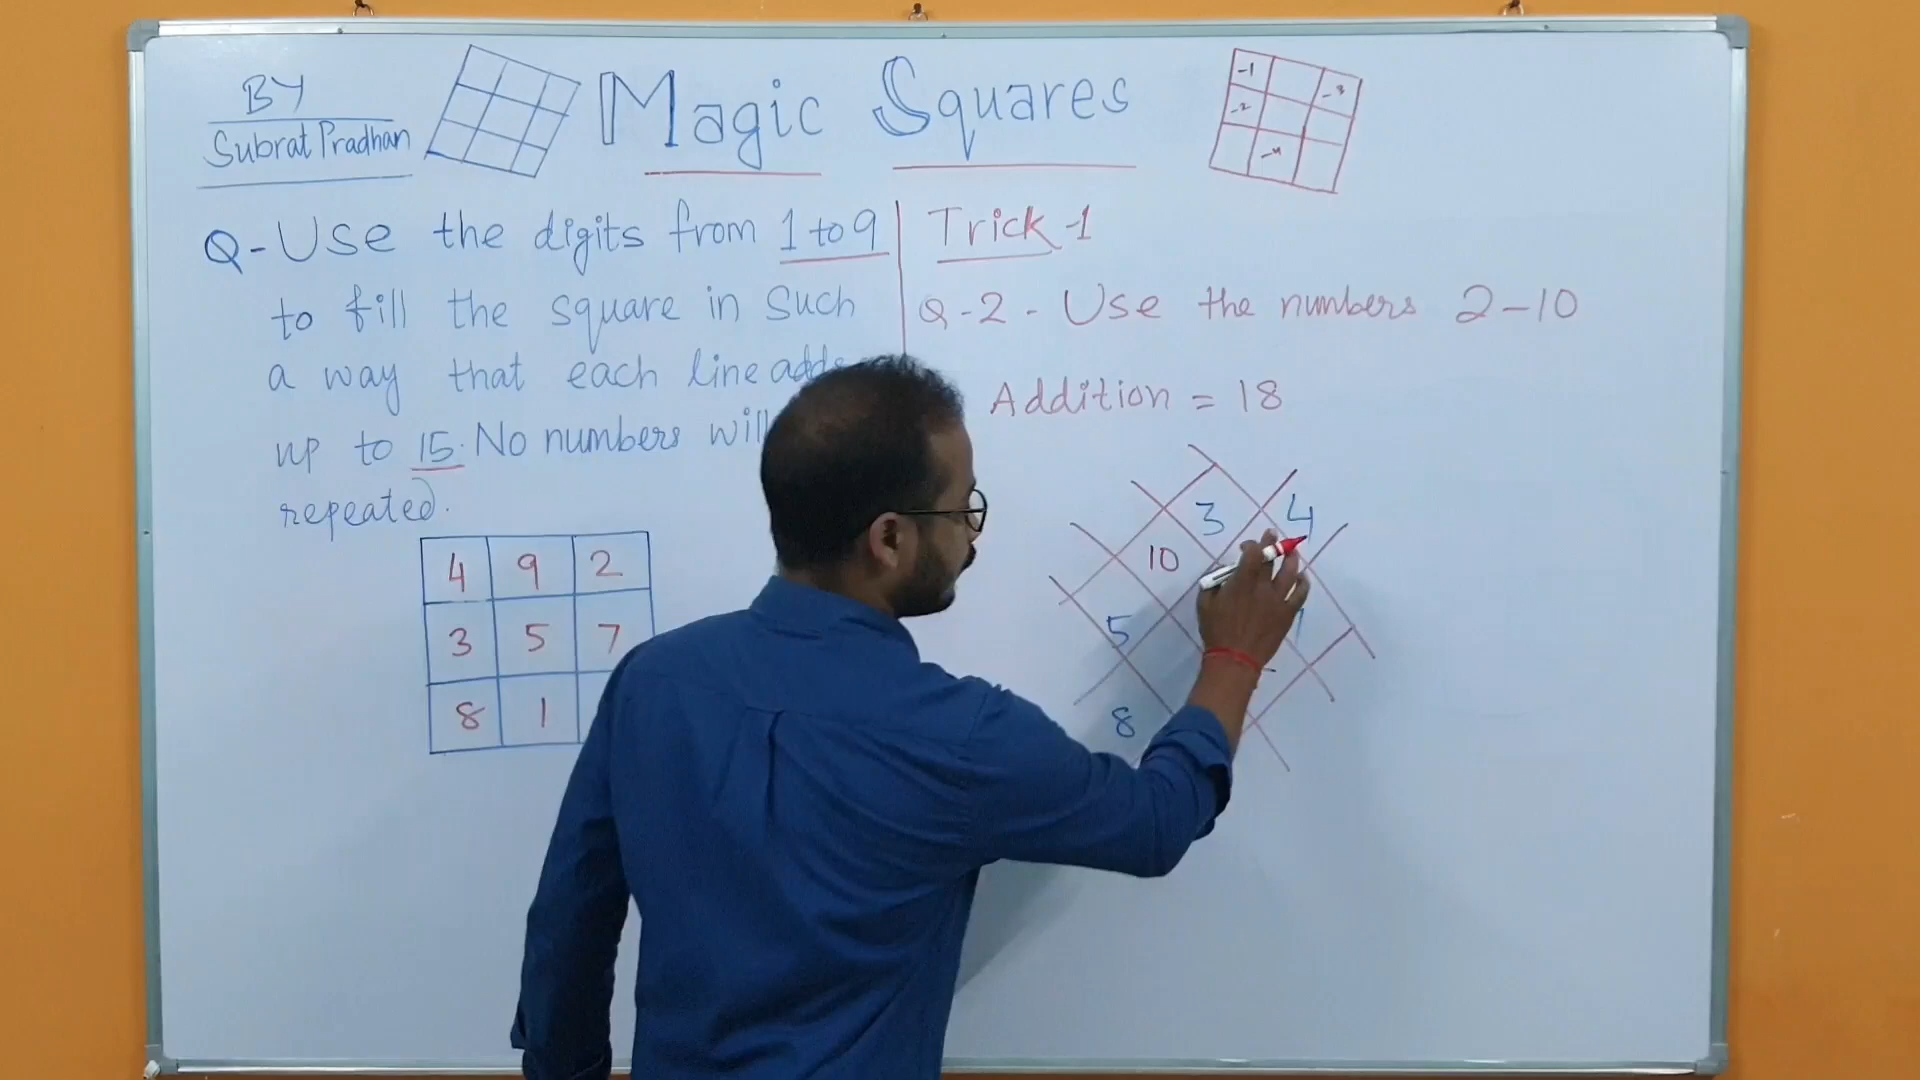 BY
Subrat Pradhan
Magic Squares
-1
-3
-2
-4
Q-Use the digits from 1 to 9
to fill the square in such
a way that each line adds
up to 15. No numbers will
repeated.
4 9 2
3 5 7
8 1
Trick-1
Q-2- Use the numbers 2-10
Addition = 18
3 4
10
5
8